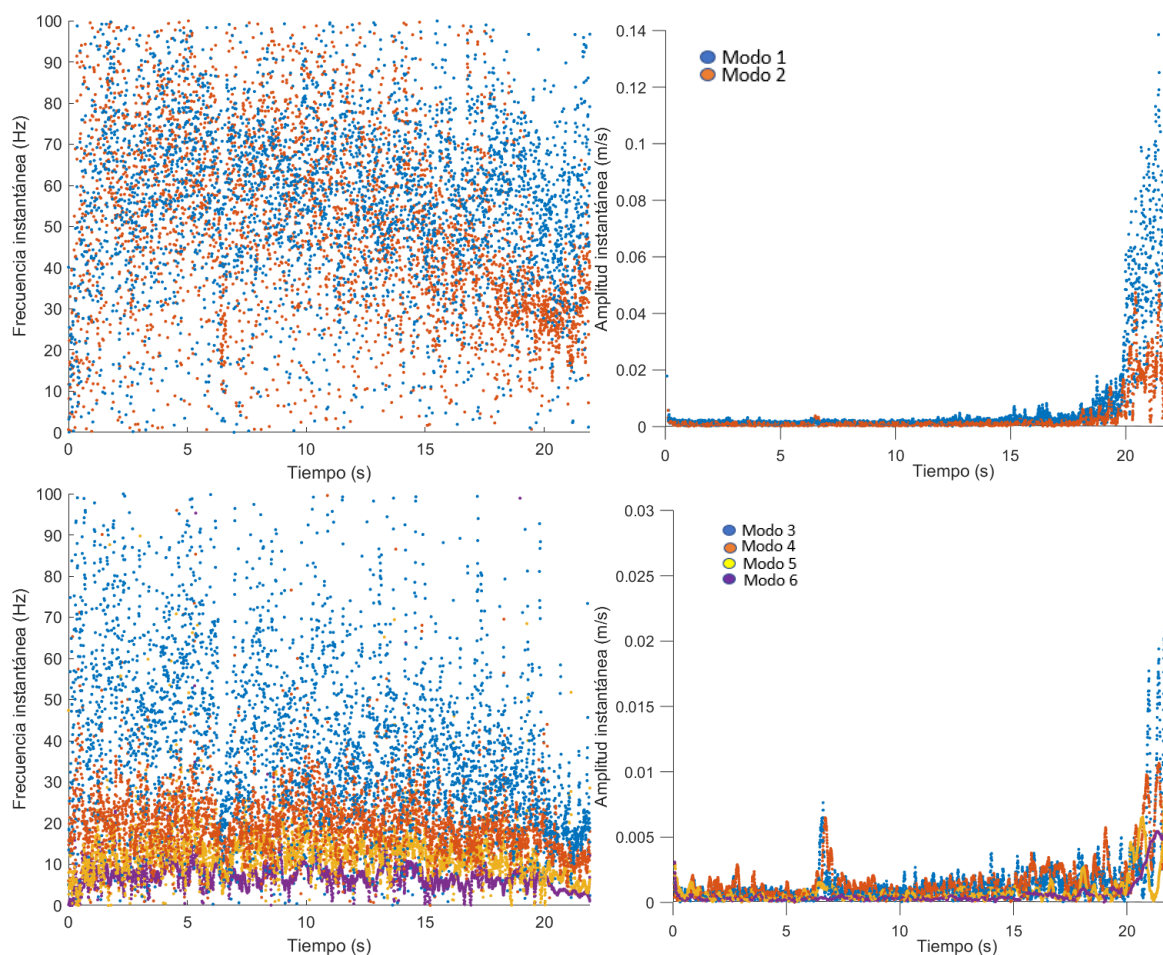 100
90
80
70
60
50
40
30
20
10
0
Frecuencia instantánea (Hz)
0 5 10 15 20
Tiempo (s)
0.14
0.12
0.1
0.08
0.06
0.04
0.02
0
Amplitud instantánea (m/s)
Modo 1
Modo 2
0 5 10 15 20
Tiempo (s)
100
90
80
70
60
50
40
30
20
10
0
Frecuencia instantánea (Hz)
0 5 10 15 20
Tiempo (s)
0.03
0.025
0.02
0.015
0.01
0.005
0
Amplitud instantánea (m/s)
Modo 3
Modo 4
Modo 5
Modo 6
0 5 10 15 20
Tiempo (s)